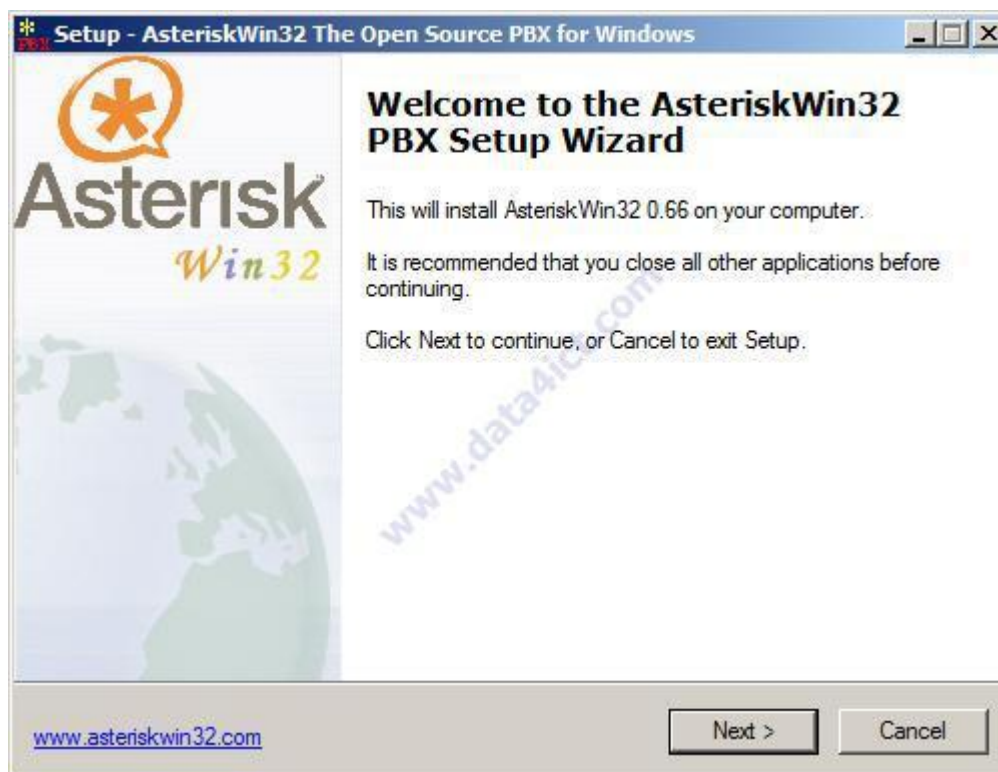 Setup - AsteriskWin32 The Open Source PBX for Windows
Asterisk
Win32
Welcome to the AsteriskWin32
PBX Setup Wizard
This will install AsteriskWin32 0.66 on your computer.
It is recommended that you close all other applications before
continuing.
Click Next to continue, or Cancel to exit Setup.
www.data4ict.com
www.asteriskwin32.com
Next >
Cancel